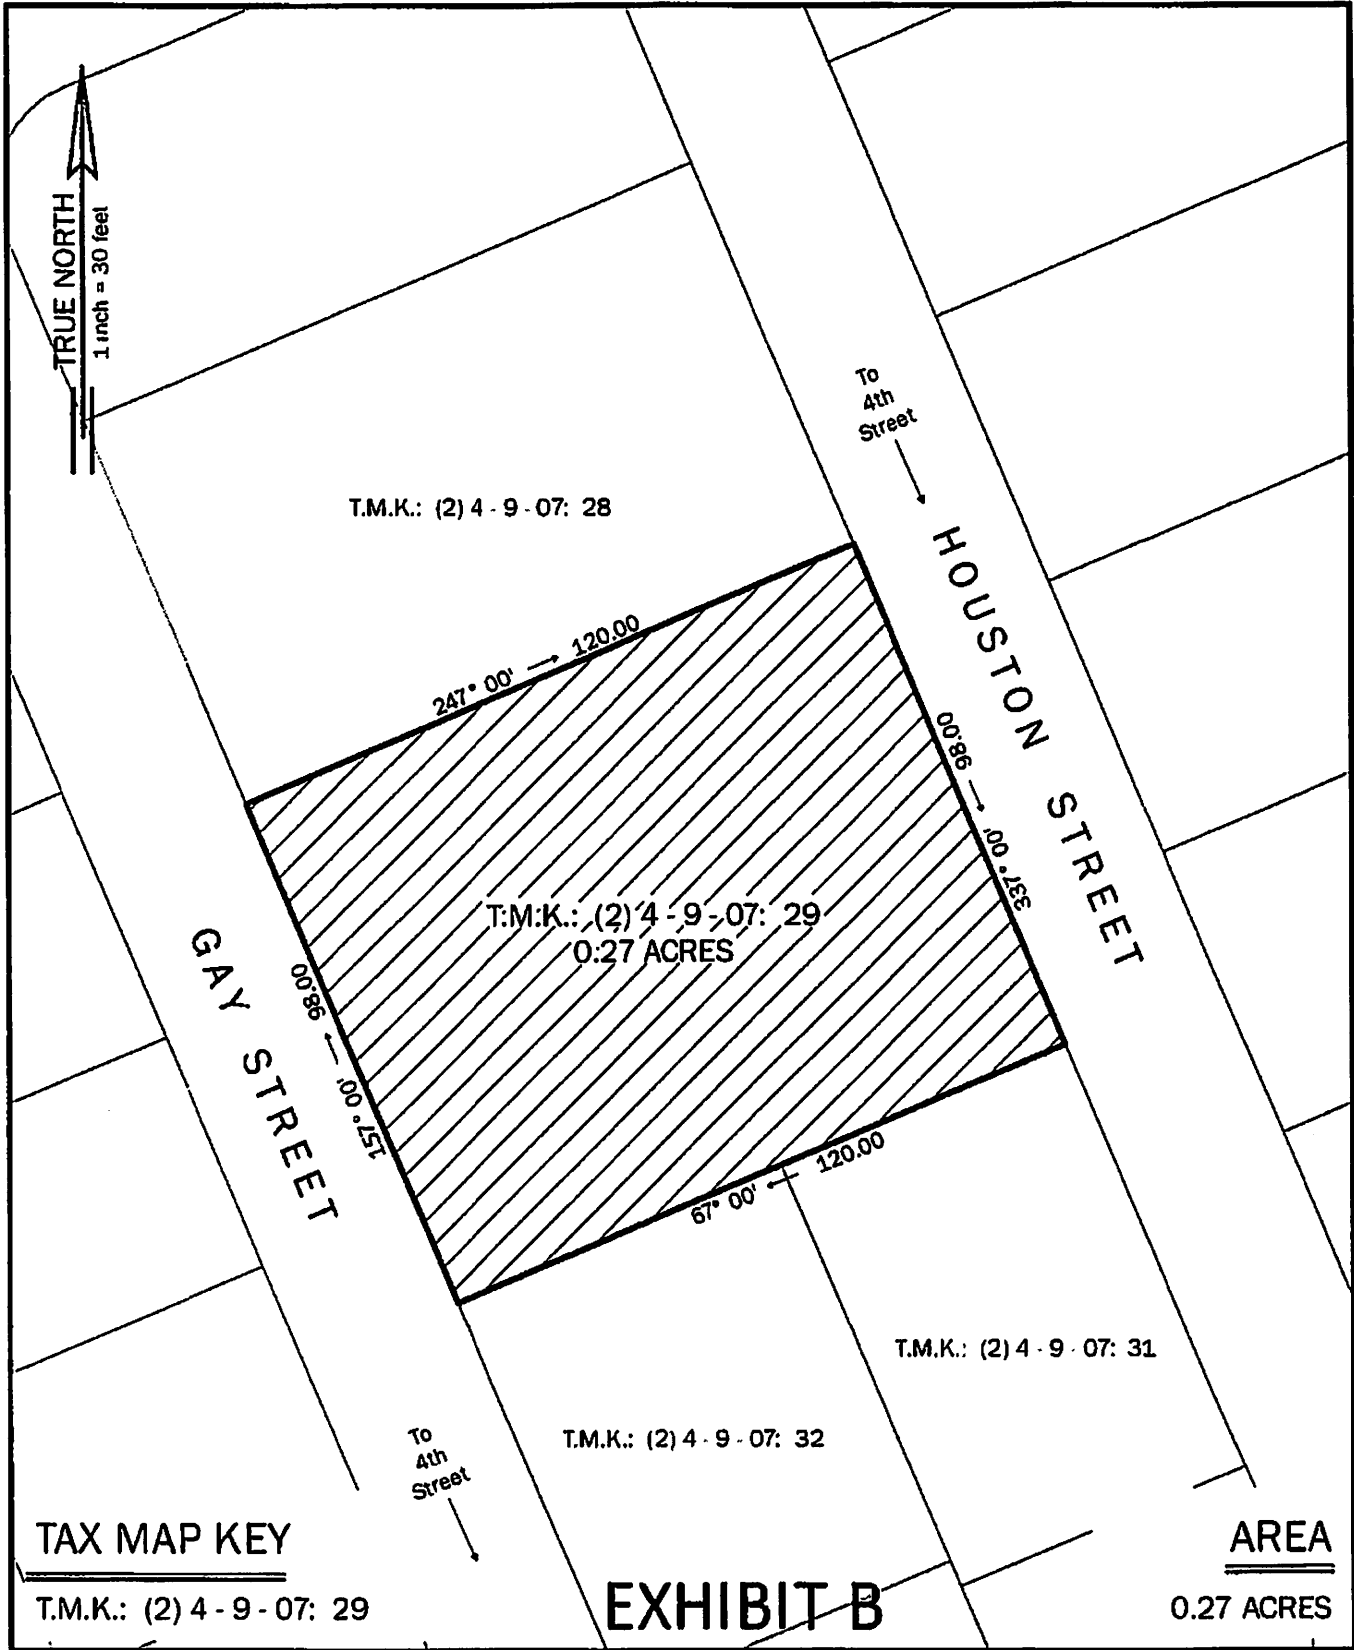 TRUE NORTH
1 inch = 30 feet
To
4th
Street
HOUSTON STREET
T.M.K.: (2) 4 - 9 - 07: 28
247° 00' 120.00
98.00 337° 00'
T.M.K.: (2) 4 - 9 - 07: 29
0.27 ACRES
GAY STREET
98.00 157° 00'
67° 00' 120.00
T.M.K.: (2) 4 - 9 - 07: 31
T.M.K.: (2) 4 - 9 - 07: 32
To
4th
Street
TAX MAP KEY
T.M.K.: (2) 4 - 9 - 07: 29
EXHIBIT B
AREA
0.27 ACRES